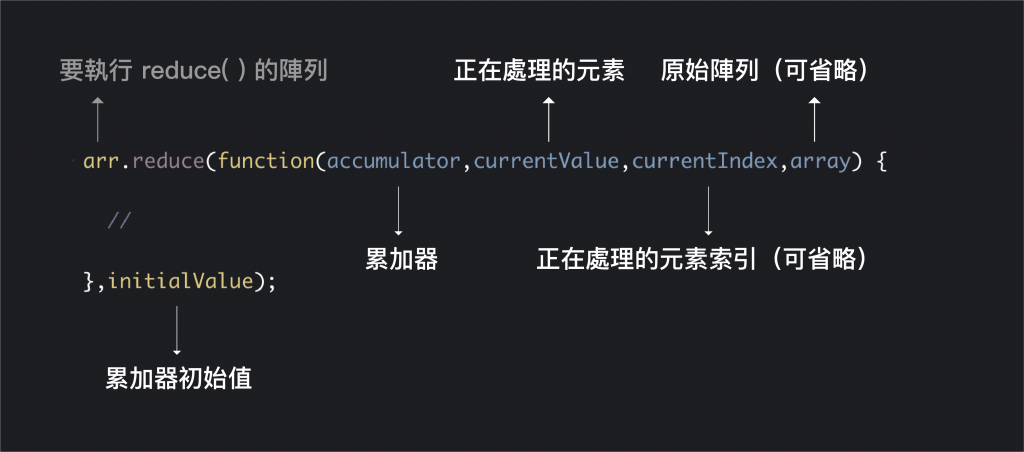 要執行 reduce( ) 的陣列
正在處理的元素
原始陣列（可省略）
arr.reduce(function(accumulator,currentValue,currentIndex,array) {
//
累加器
正在處理的元素索引（可省略）
},initialValue);
累加器初始值